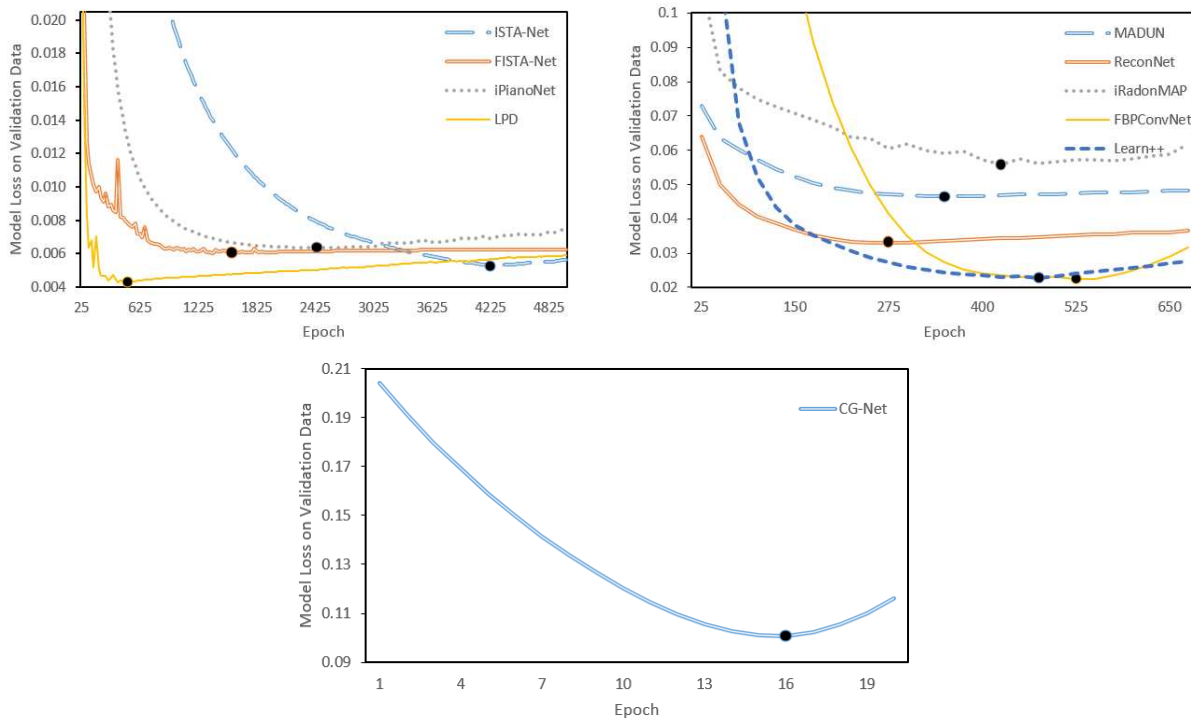 0.020
0.018
0.016
0.014
0.012
0.010
0.008
0.006
0.004
Model Loss on Validation Data
25 625 1225 1825 2425 3025 3625 4225 4825
Epoch
ISTA-Net
FISTA-Net
iPianoNet
LPD
0.1
0.09
0.08
0.07
0.06
0.05
0.04
0.03
0.02
Model Loss on Validation Data
25 150 275 400 525 650
Epoch
MADUN
ReconNet
iRadonMAP
FBPConvNet
Learn++
0.21
0.19
0.17
0.15
0.13
0.11
0.09
Model Loss on Validation Data
1 4 7 10 13 16 19
Epoch
CG-Net